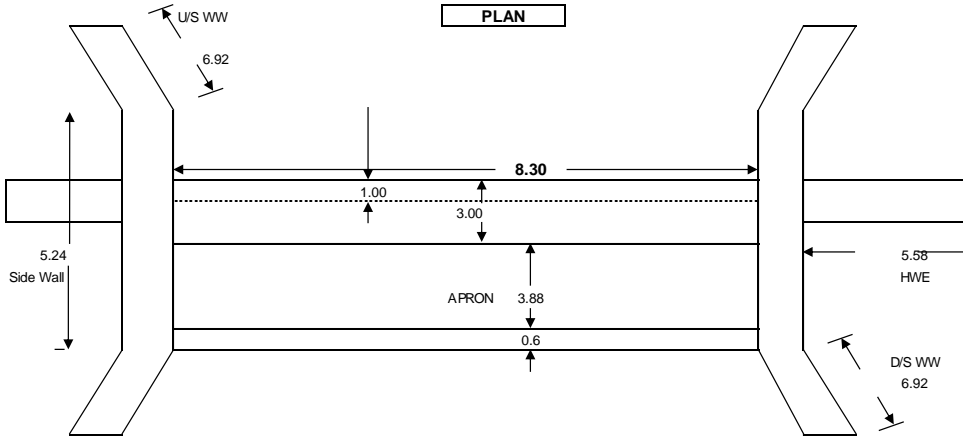 PLAN
U/S WW
6.92
8.30
1.00
3.00
5.24
Side Wall
5.58
HWE
APRON 3.88
0.6
D/S WW
6.92